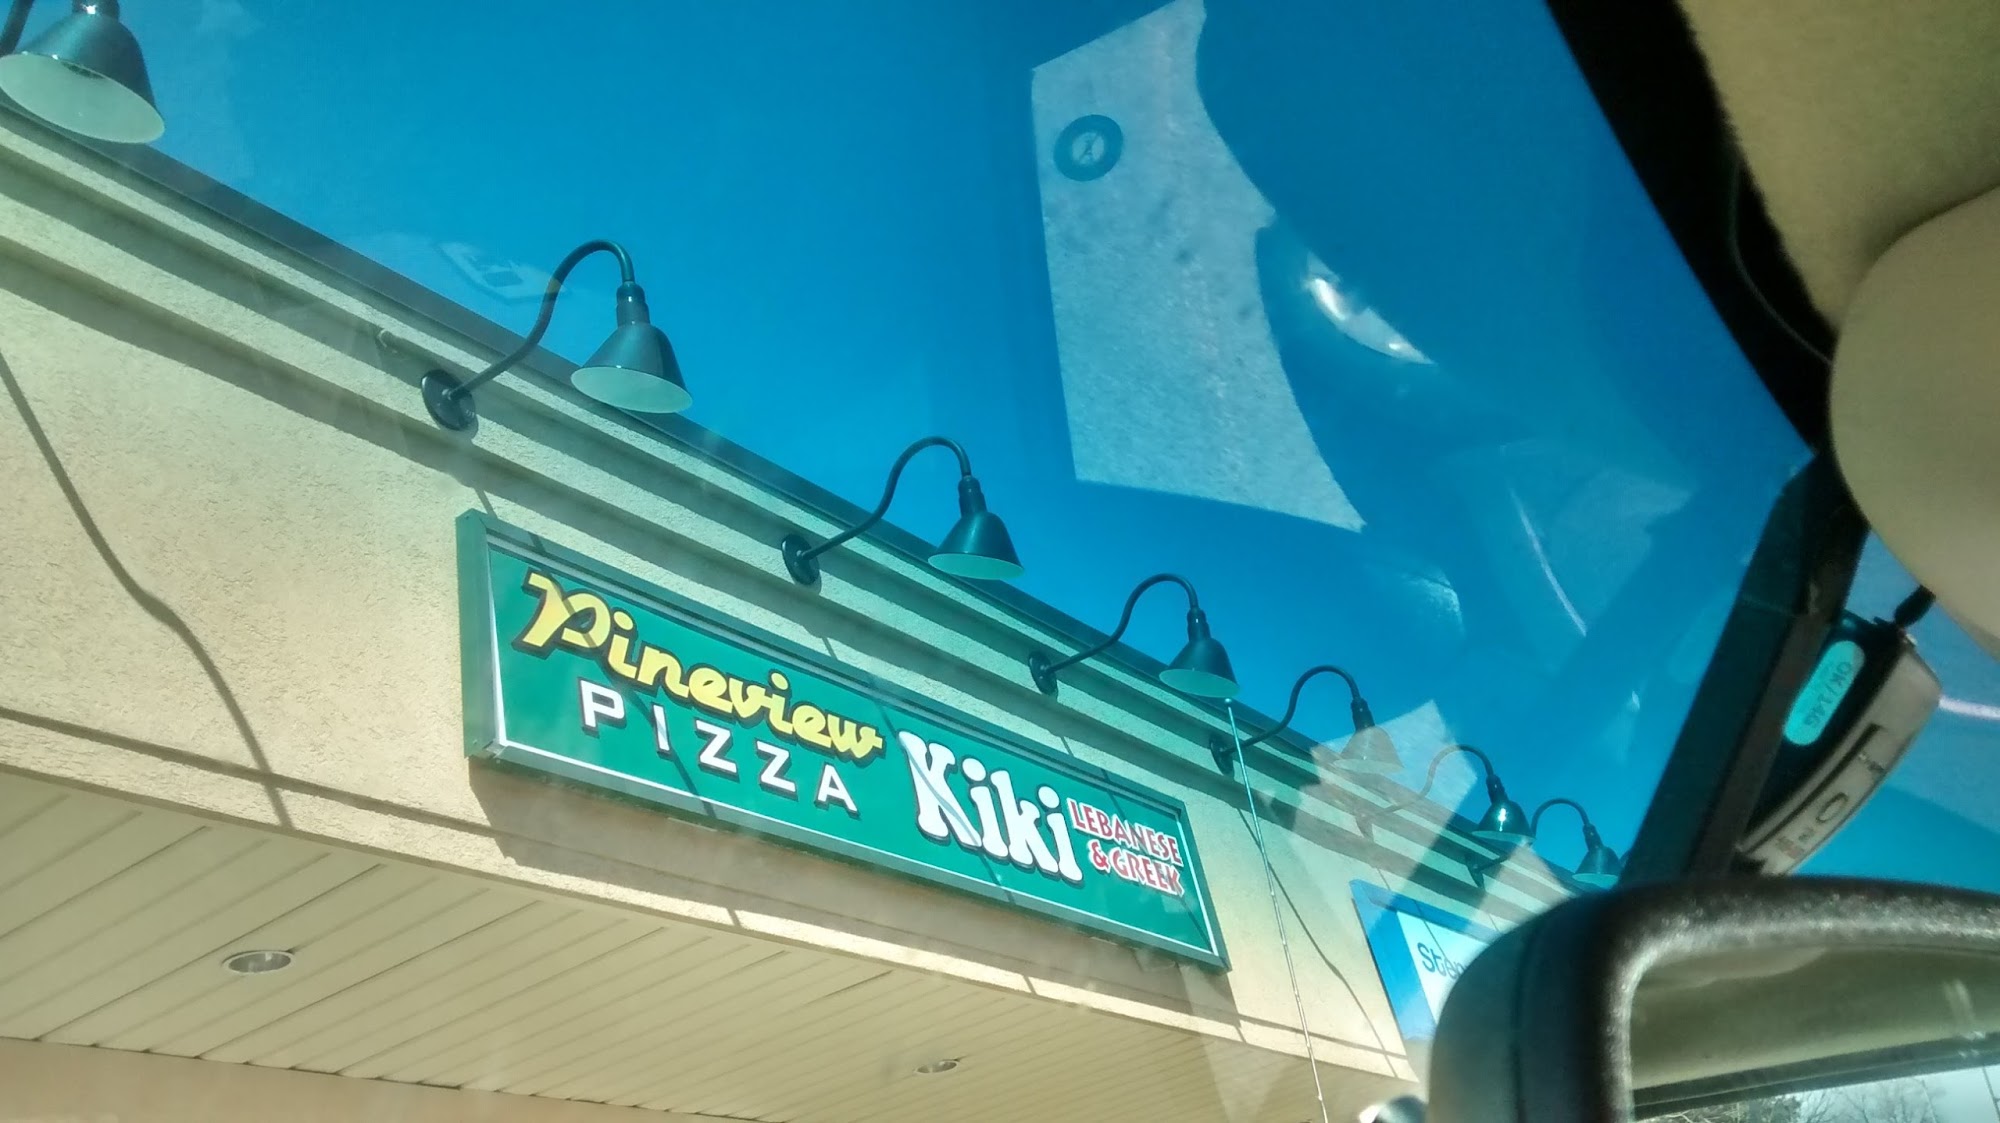 Pineview
PIZZA
Kiki
LEBANESE
& GREEK